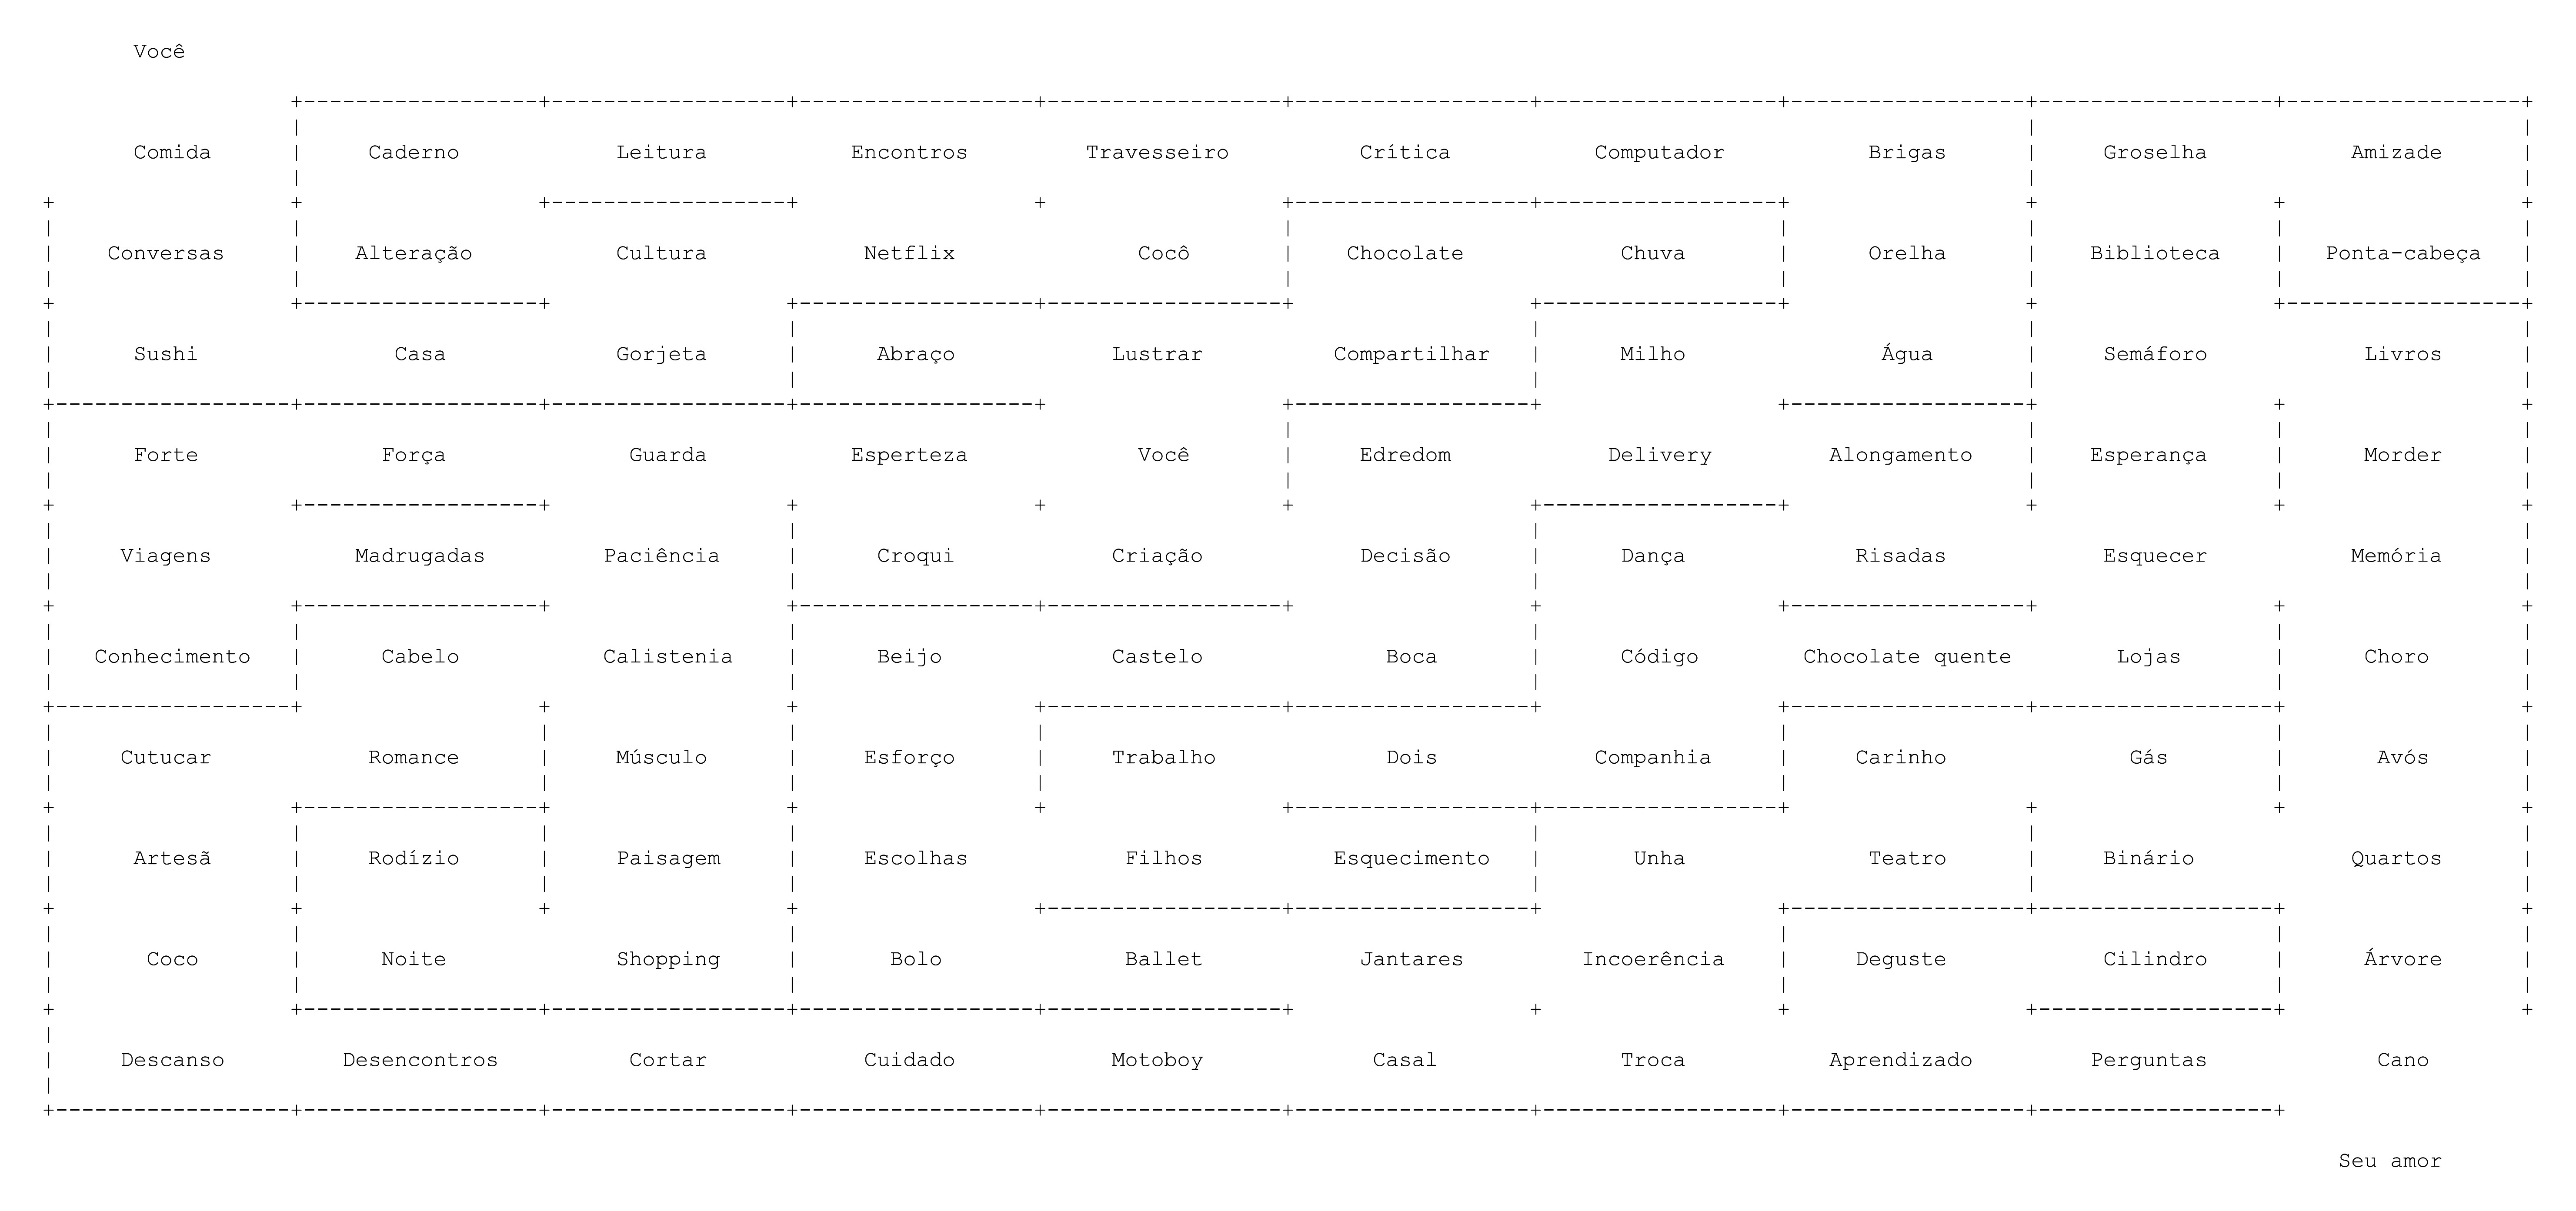 Você
Comida Caderno Leitura Encontros Travesseiro Crítica Computador Brigas Groselha Amizade
Conversas Alteração Cultura Netflix Cocô Chocolate Chuva Orelha Biblioteca Ponta-cabeça
Sushi Casa Gorjeta Abraço Lustrar Compartilhar Milho Água Semáforo Livros
Forte Força Guarda Esperteza Você Edredom Delivery Alongamento Esperança Morder
Viagens Madrugadas Paciência Croqui Criação Decisão Dança Risadas Esquecer Memória
Conhecimento Cabelo Calistenia Beijo Castelo Boca Código Chocolate quente Lojas Choro
Cutucar Romance Músculo Esforço Trabalho Dois Companhia Carinho Gás Avós
Artesã Rodízio Paisagem Escolhas Filhos Esquecimento Unha Teatro Binário Quartos
Coco Noite Shopping Bolo Ballet Jantares Incoerência Deguste Cilindro Árvore
Descanso Desencontros Cortar Cuidado Motoboy Casal Troca Aprendizado Perguntas Cano
Seu amor